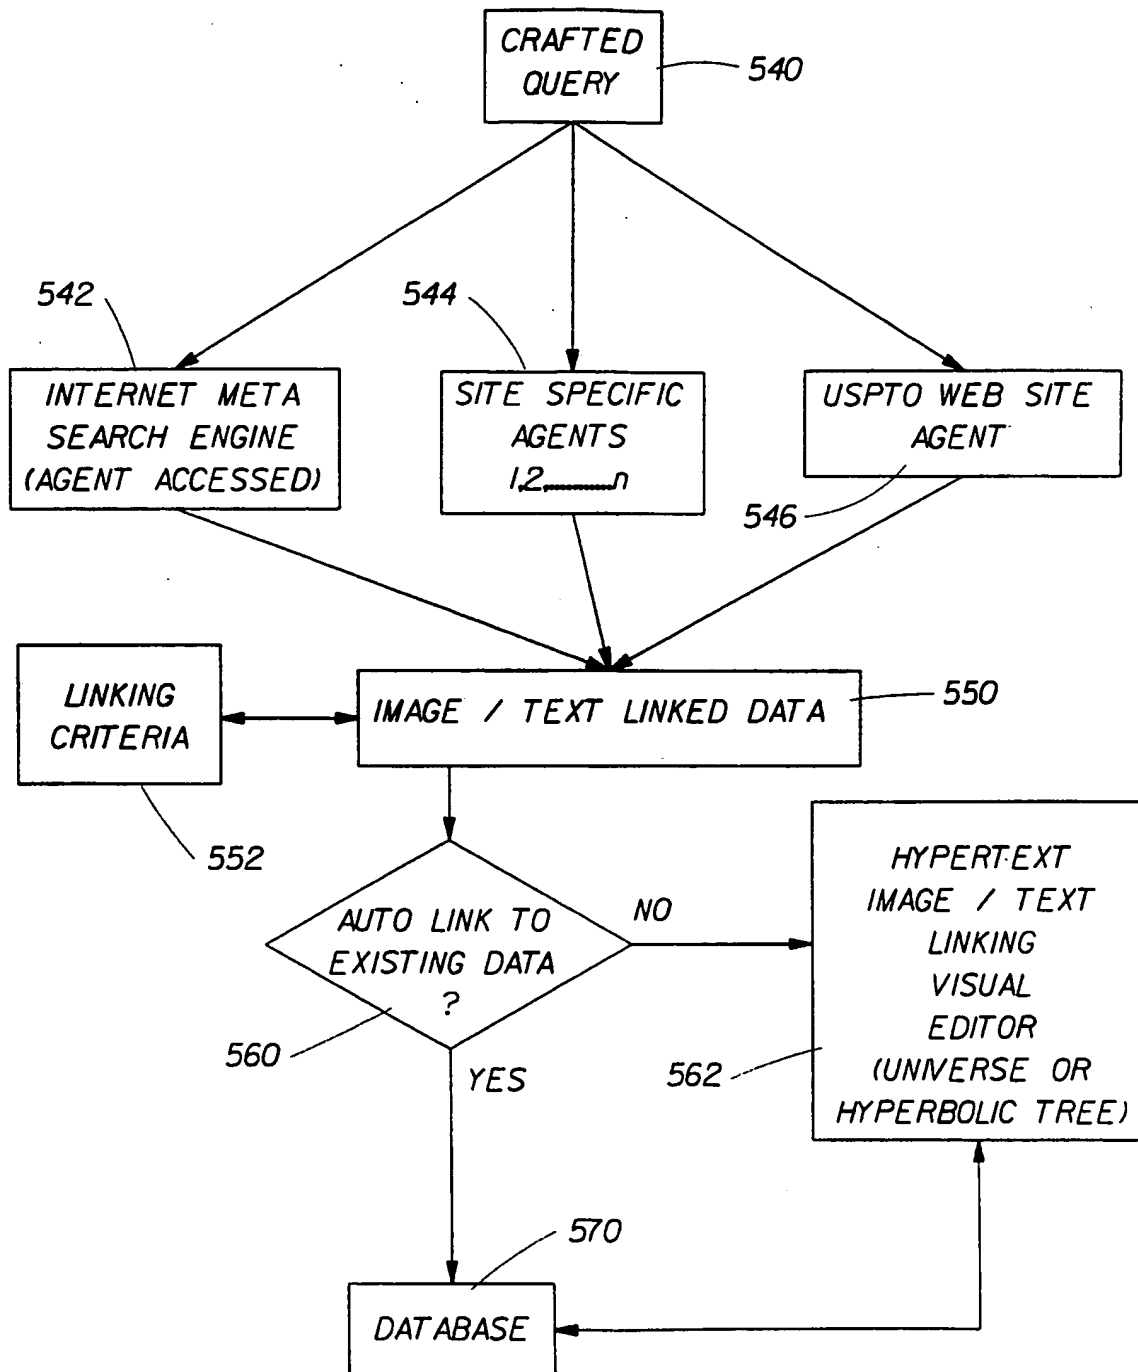 CRAFTED
QUERY
540
542
544
INTERNET META
SEARCH ENGINE
(AGENT ACCESSED)
SITE SPECIFIC
AGENTS
1,2,..........n
USPTO WEB SITE
AGENT
546
LINKING
CRITERIA
IMAGE / TEXT LINKED DATA
550
552
AUTO LINK TO
EXISTING DATA
?
NO
560
YES
HYPERTEXT
IMAGE / TEXT
LINKING
VISUAL
EDITOR
(UNIVERSE OR
HYPERBOLIC TREE)
562
570
DATABASE